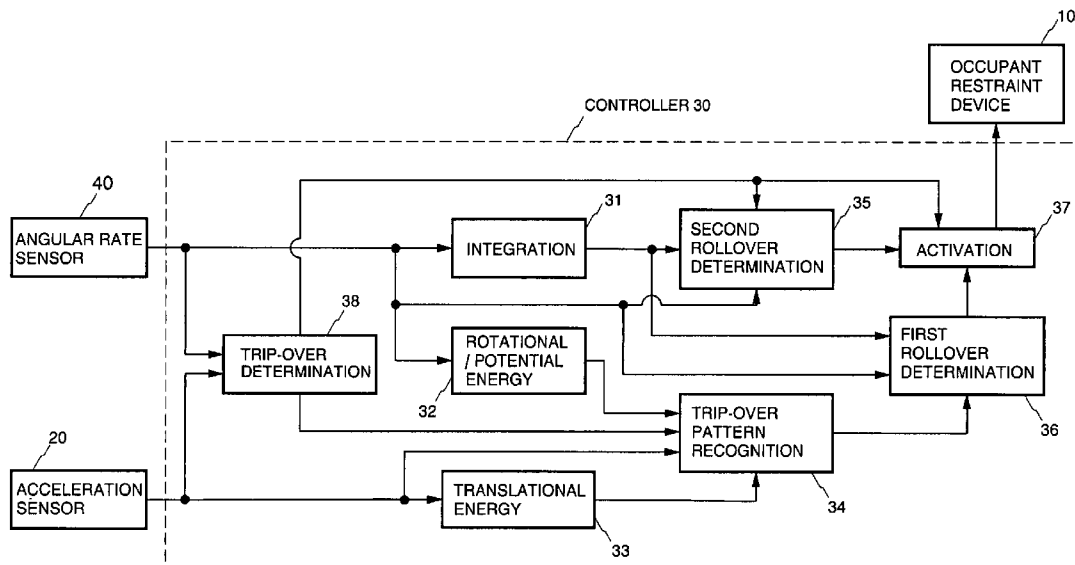 10
OCCUPANT
RESTRAINT
DEVICE
CONTROLLER 30
40
ANGULAR RATE
SENSOR
31
INTEGRATION
SECOND
ROLLOVER
DETERMINATION
35
37
ACTIVATION
38
TRIP-OVER
DETERMINATION
ROTATIONAL
/ POTENTIAL
ENERGY
32
FIRST
ROLLOVER
DETERMINATION
36
TRIP-OVER
PATTERN
RECOGNITION
34
20
ACCELERATION
SENSOR
TRANSLATIONAL
ENERGY
33